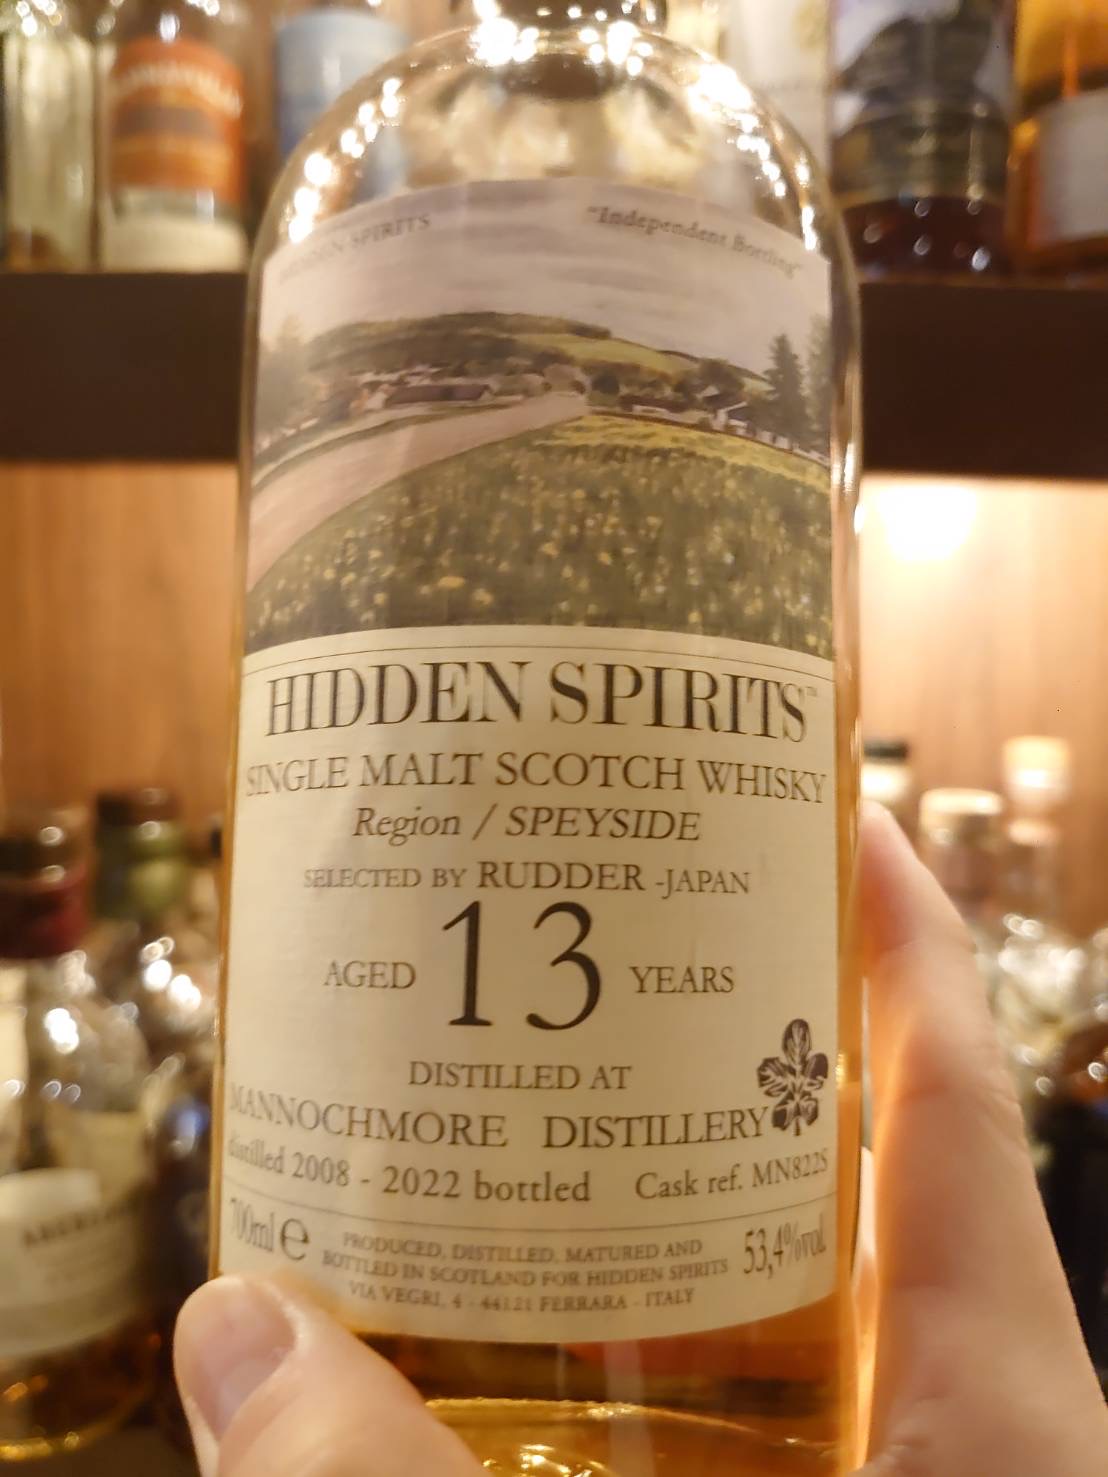 HIDDEN SPIRITS
"Independent Bottling"
HIDDEN SPIRITS™
SINGLE MALT SCOTCH WHISKY
Region / SPEYSIDE
SELECTED BY RUDDER -JAPAN
AGED 13 YEARS
DISTILLED AT
MANNOCHMORE DISTILLERY
distilled 2008 - 2022 bottled Cask ref. MN822S
700ml e
PRODUCED, DISTILLED, MATURED AND
BOTTLED IN SCOTLAND FOR HIDDEN SPIRITS
VIA VEGRI, 4 - 44121 FERRARA - ITALY
53,4%vol.